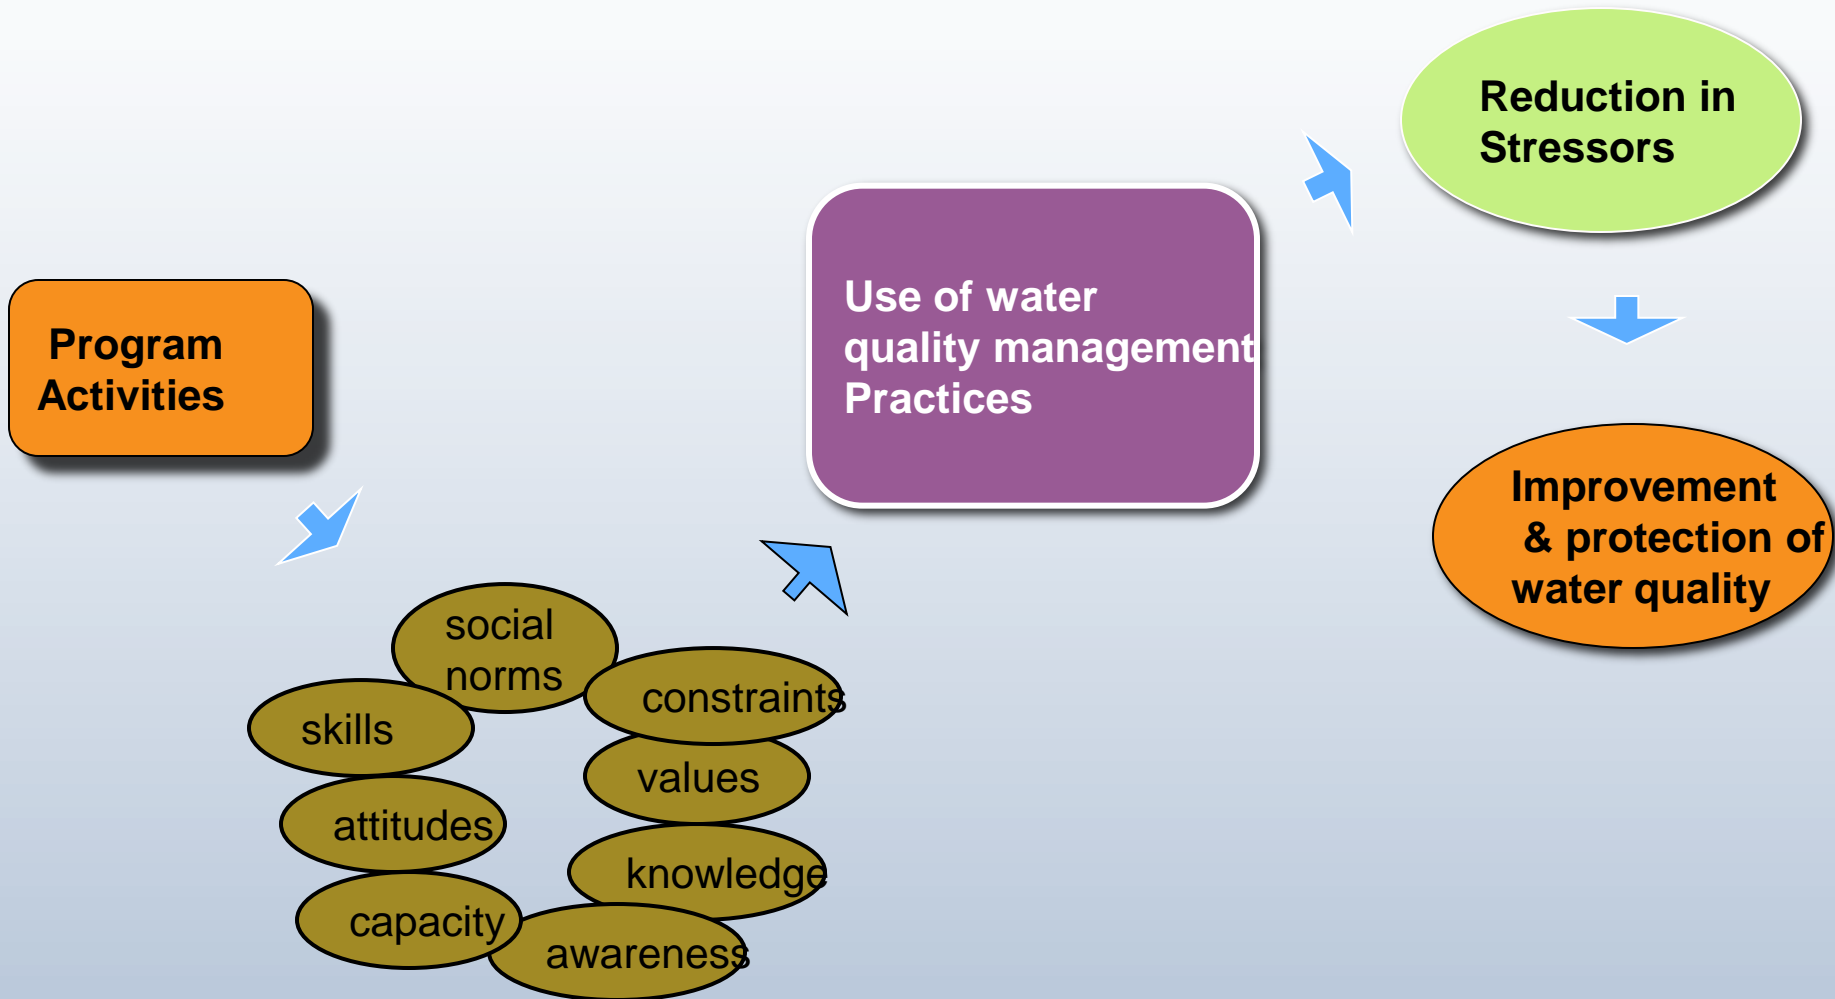 Program
Activities
social
norms
skills
attitudes
capacity
constraints
values
knowledge
awareness
Use of water
quality management
Practices
Reduction in
Stressors
Improvement
& protection of
water quality